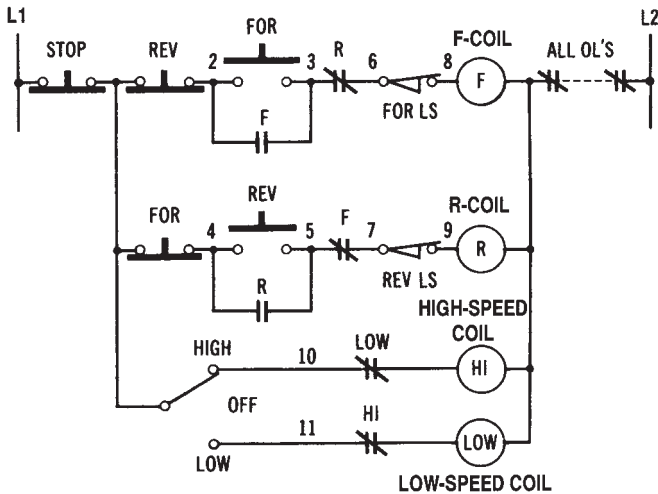 L1
L2
STOP
REV
2
FOR
3
R
6
8
F-COIL
F
ALL OL'S
FOR LS
F
FOR
4
REV
5
F
7
9
R-COIL
R
REV LS
R
HIGH-SPEED
COIL
HIGH
10
LOW
HI
OFF
11
HI
LOW
LOW
LOW-SPEED COIL